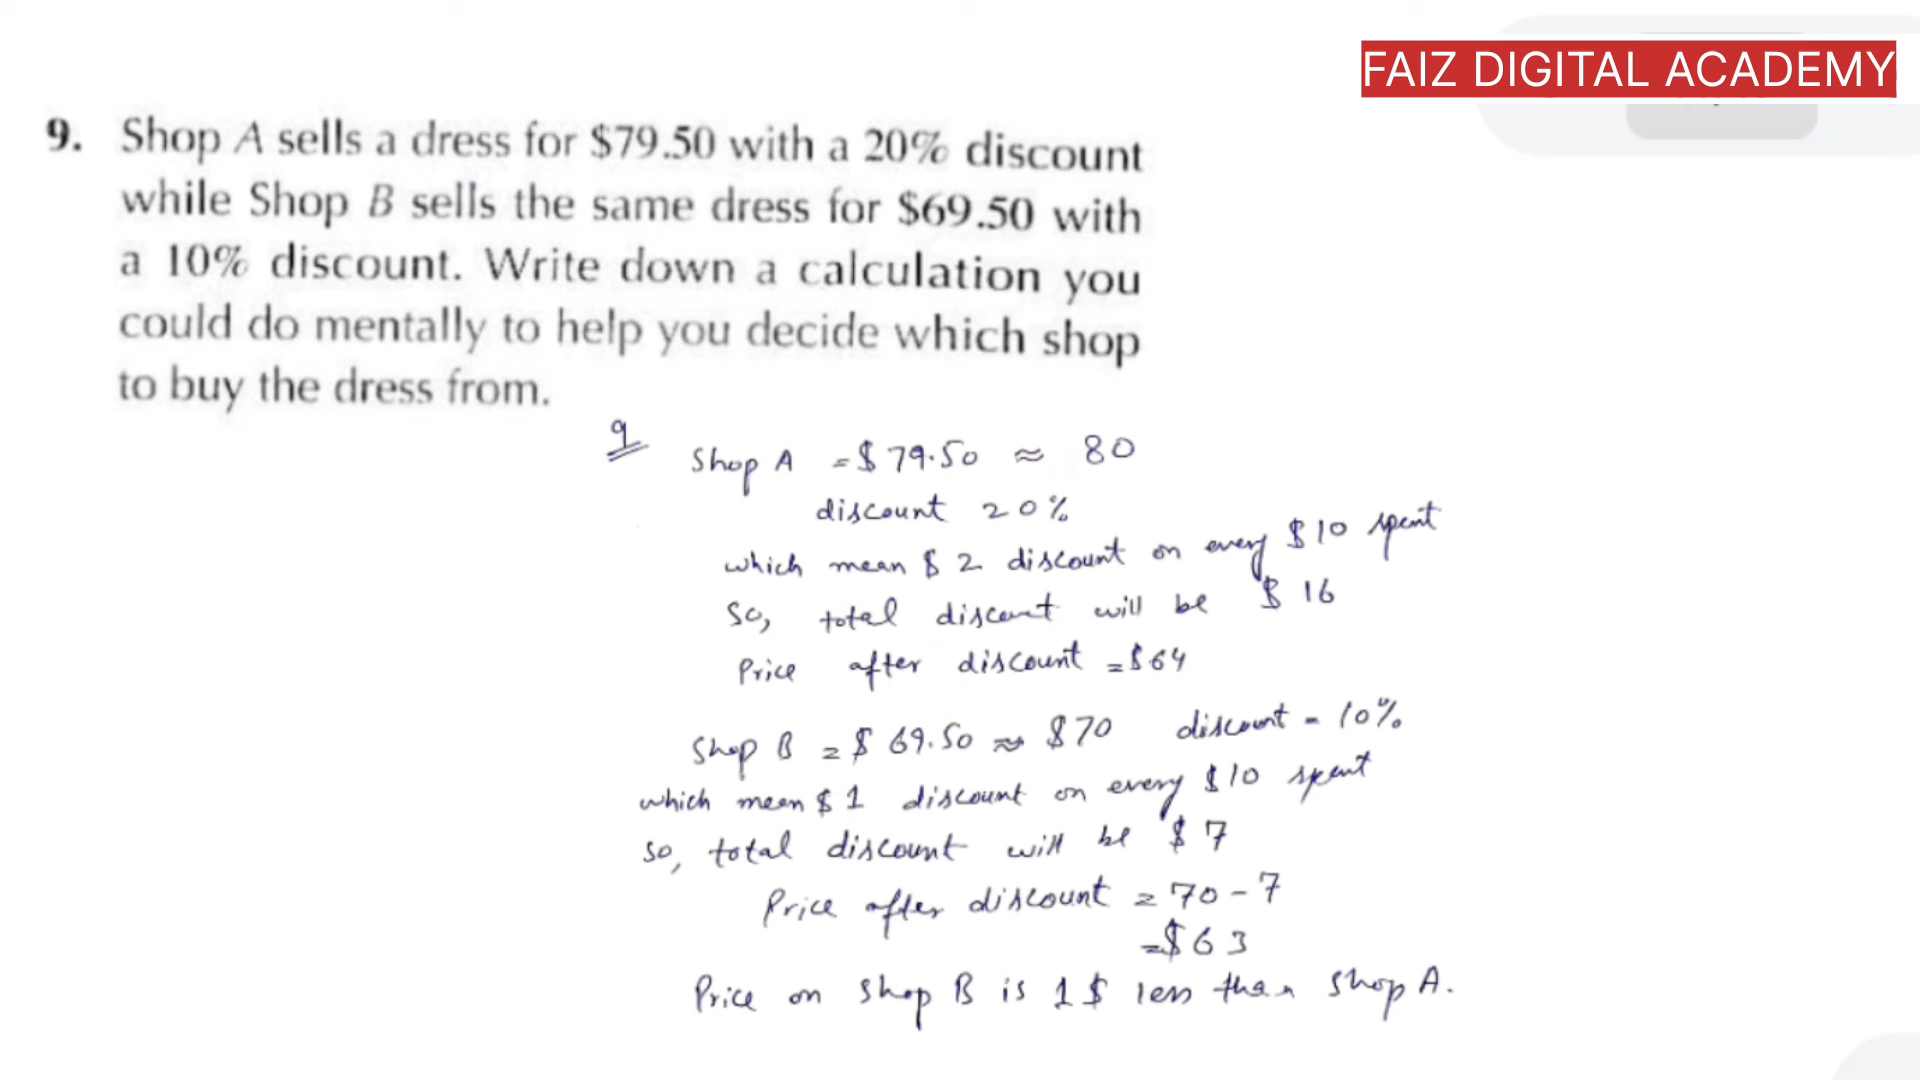 FAIZ DIGITAL ACADEMY
9. Shop A sells a dress for $79.50 with a 20% discount
while Shop B sells the same dress for $69.50 with
a 10% discount. Write down a calculation you
could do mentally to help you decide which shop
to buy the dress from.
9 Shop A = $79.50 ≈ 80
discount 20%
which mean $ 2 discount on every $10 spent
So, total discount will be $ 16
Price after discount = $64
Shop B = $ 69.50 ≈ $70 discount = 10%
which mean $ 1 discount on every $10 spent
so, total discount will be $ 7
Price after discount = 70 - 7
= $63
Price on shop B is 1$ less than shop A.